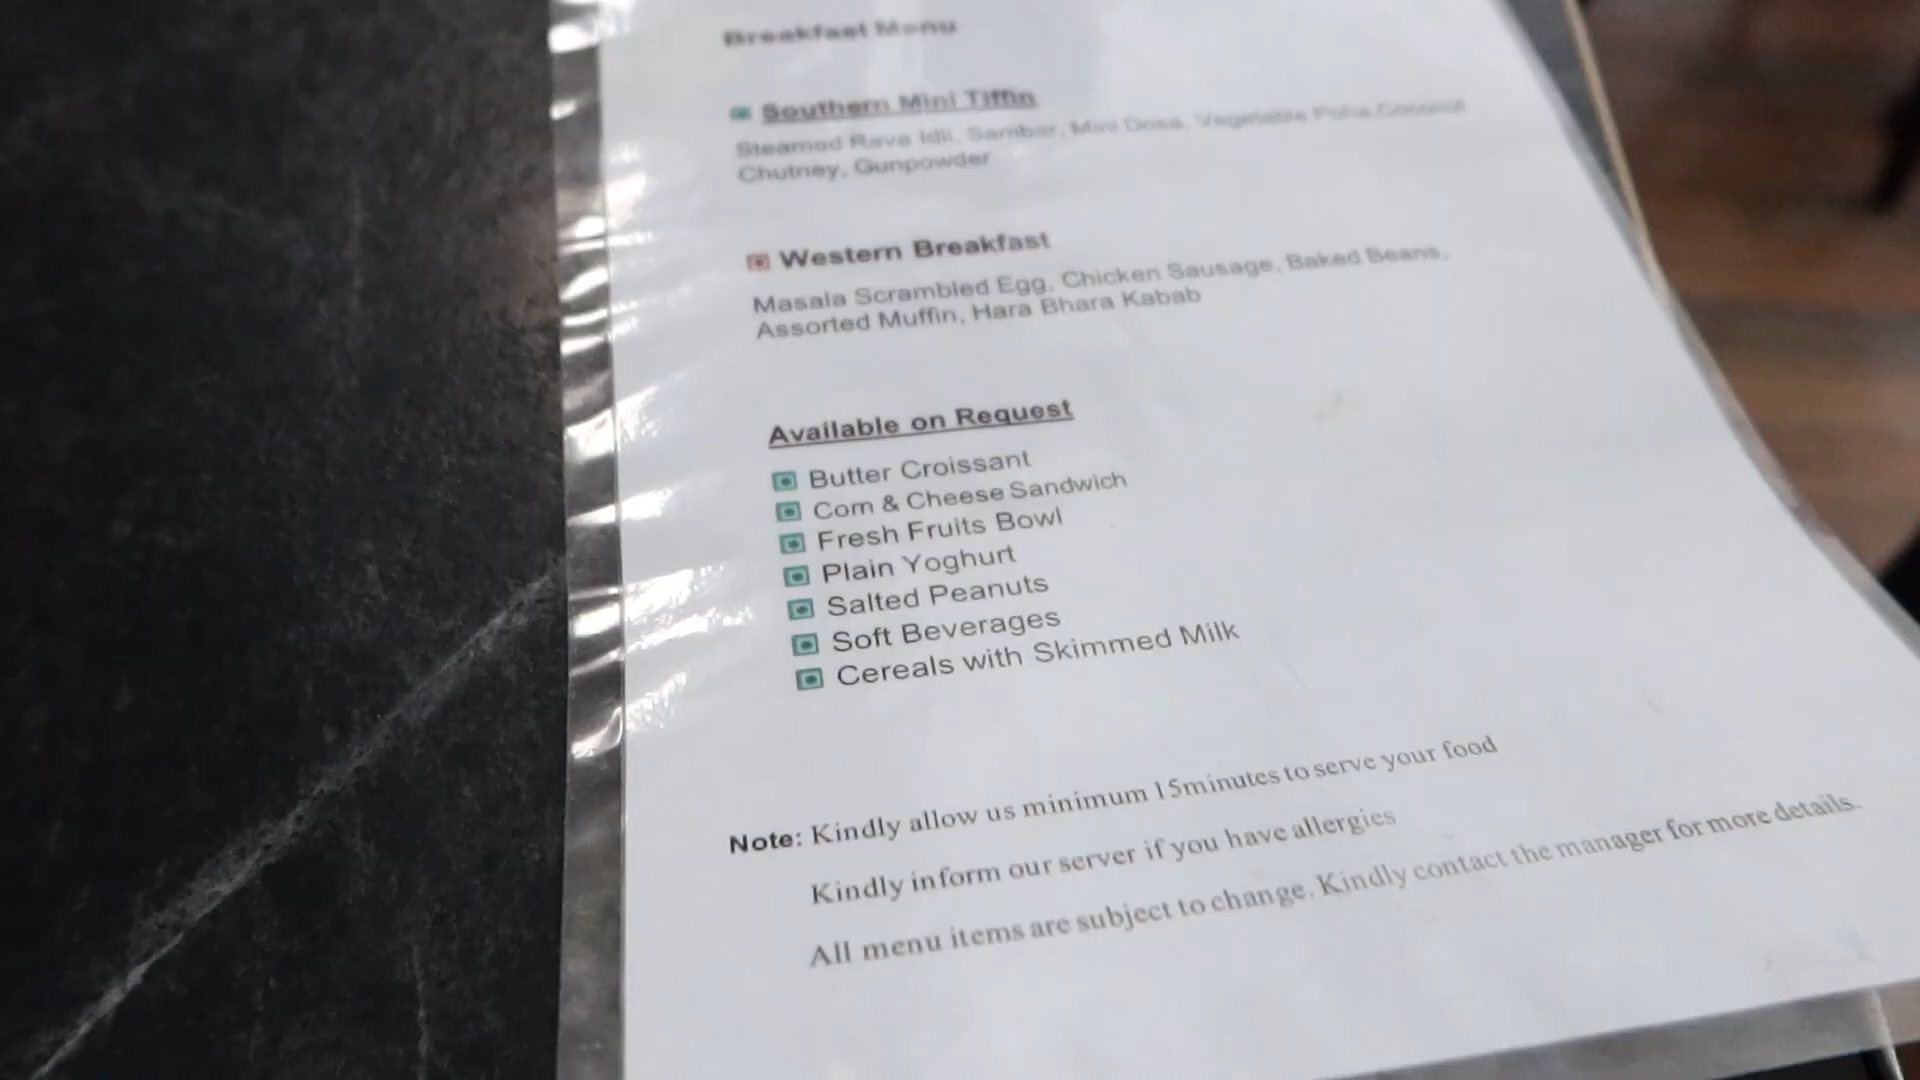 Breakfast Menu
Southern Mini Tiffin
Steamed Rava Idli, Sambar, Mini Dosa, Vegetable Poha,Coconut
Chutney, Gunpowder
Western Breakfast
Masala Scrambled Egg, Chicken Sausage, Baked Beans,
Assorted Muffin, Hara Bhara Kabab
Available on Request
Butter Croissant
Corn & Cheese Sandwich
Fresh Fruits Bowl
Plain Yoghurt
Salted Peanuts
Soft Beverages
Cereals with Skimmed Milk
Note: Kindly allow us minimum 15minutes to serve your food
Kindly inform our server if you have allergies
All menu items are subject to change. Kindly contact the manager for more details.